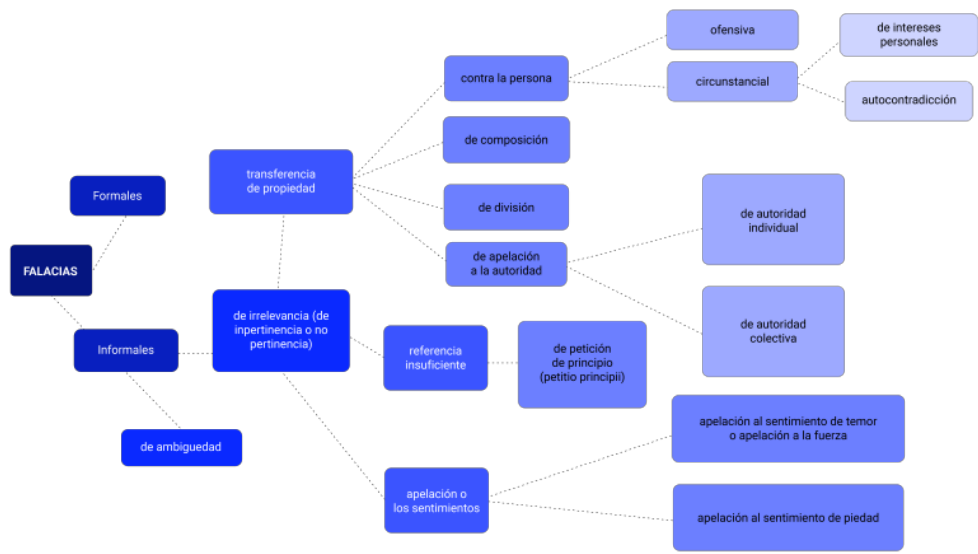 FALACIAS
Formales
Informales
de ambiguedad
transferencia
de propiedad
de irrelevancia (de
inpertinencia o no
pertinencia)
contra la persona
de composición
de división
de apelación
a la autoridad
ofensiva
circunstancial
de intereses
personales
autocontradicción
de autoridad
individual
de autoridad
colectiva
referencia
insuficiente
de petición
de principio
(petitio principii)
apelación o
los sentimientos
apelación al sentimiento de temor
o apelación a la fuerza
apelación al sentimiento de piedad